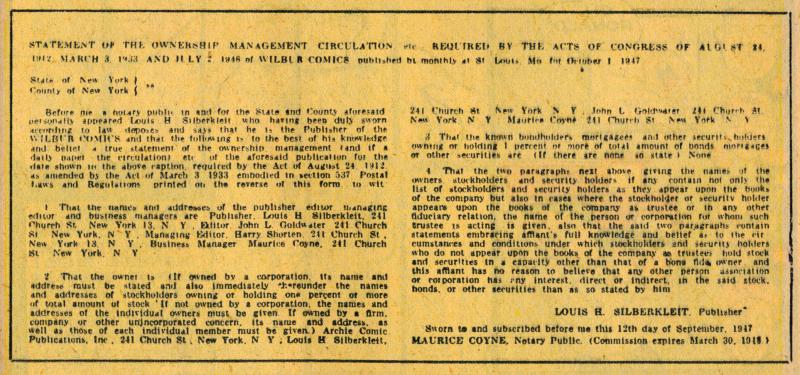 STATEMENT OF THE OWNERSHIP MANAGEMENT CIRCULATION etc REQUIRED BY THE ACTS OF CONGRESS OF AUGUST 24,
1912, MARCH 3 1933 AND JULY 2 1946 of WILBUR COMICS published bi monthly at St Louis, Mo for October 1 1947
State of New York }
County of New York { ss
Before me a notary public in and for the State and County aforesaid
personally appeared Louis H Silberkleit who having been duly sworn
according to law deposes and says that he is the Publisher of the
WILBUR COMICS and that the following is to the best of his knowledge
and belief a true statement of the ownership management (and if a
daily paper the circulation) etc of the aforesaid publication for the
date shown in the above caption, required by the Act of August 24, 1912
as amended by the Act of March 3 1933 embodied in section 537 Postal
Laws and Regulations printed on the reverse of this form to wit
1 That the names and addresses of the publisher editor managing
editor and business managers are Publisher, Louis H Silberkleit, 241
Church St. New York 13, N Y, Editor, John L Goldwater 241 Church
St New York, N Y, Managing Editor, Harry Shorten, 241 Church St,
New York 13, N Y, Business Manager Maurice Coyne, 241 Church
St New York, N Y
2 That the owner is (If owned by a corporation, its name and
address must be stated and also immediately thereunder the names
and addresses of stockholders owning or holding one percent or more
of total amount of stock If not owned by a corporation, the names and
addresses of the individual owners must be given If owned by a firm,
company or other unincorporated concern, its name and address, as
well as those of each individual member must be given.) Archie Comic
Publications, Inc, 241 Church St, New York, N Y, Louis H Silberkleit,
241 Church St New York N Y, John L Goldwater 241 Church St
New York N Y Maurice Coyne 241 Church St New York N Y
3 That the known bondholders mortgagees and other security holders
owning or holding 1 percent or more of total amount of bonds mortgages
or other securities are (If there are none so state) None
4 That the two paragraphs next above giving the names of the
owners stockholders and security holders if any contain not only the
list of stockholders and security holders as they appear upon the books
of the company but also in cases where the stockholder or security holder
appears upon the books of the company as trustee or in any other
fiduciary relation, the name of the person or corporation for whom such
trustee is acting is given, also that the said two paragraphs contain
statements embracing affiant's full knowledge and belief as to the cir
cumstances and conditions under which stockholders and security holders
who do not appear upon the books of the company as trustees hold stock
and securities in a capacity other than that of a bona fide owner and
this affiant has no reason to believe that any other person association
or corporation has any interest, direct or indirect, in the said stock,
bonds, or other securities than as so stated by him
LOUIS H. SILBERKLEIT, Publisher
Sworn to and subscribed before me this 12th day of September, 1947
MAURICE COYNE, Notary Public. (Commission expires March 30, 1948)